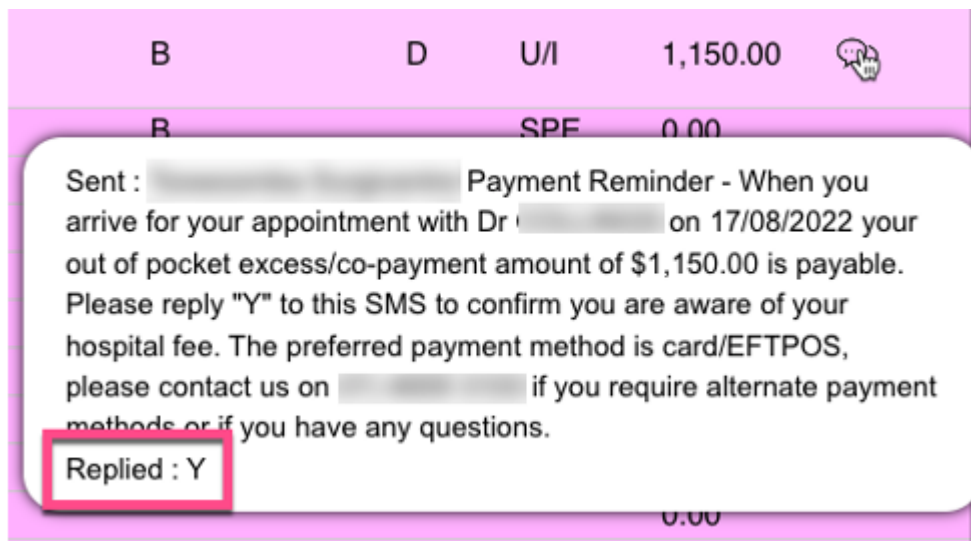 B D U/I 1,150.00
B SPE 0.00
Sent : Payment Reminder - When you
arrive for your appointment with Dr on 17/08/2022 your
out of pocket excess/co-payment amount of $1,150.00 is payable.
Please reply "Y" to this SMS to confirm you are aware of your
hospital fee. The preferred payment method is card/EFTPOS,
please contact us on if you require alternate payment
methods or if you have any questions.
Replied : Y
0.00